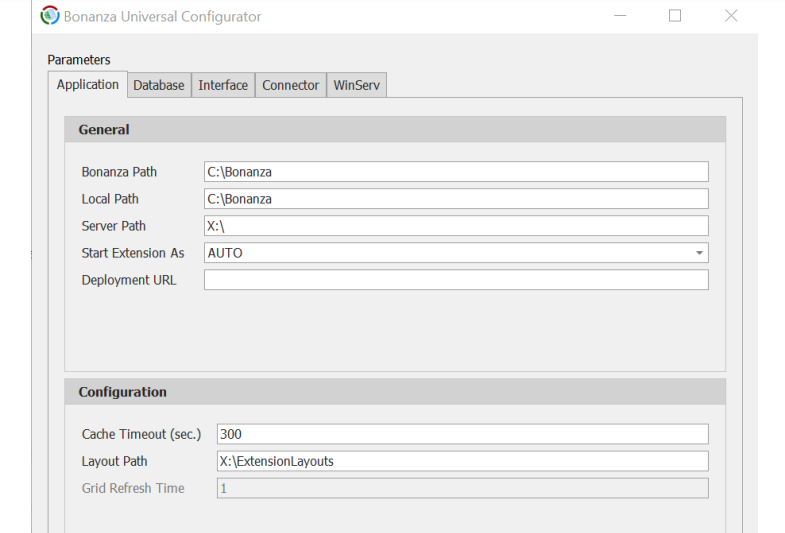 Bonanza Universal Configurator
Parameters
Application Database Interface Connector WinServ
General
Bonanza Path C:\Bonanza
Local Path C:\Bonanza
Server Path X:\
Start Extension As AUTO
Deployment URL
Configuration
Cache Timeout (sec.) 300
Layout Path X:\ExtensionLayouts
Grid Refresh Time 1